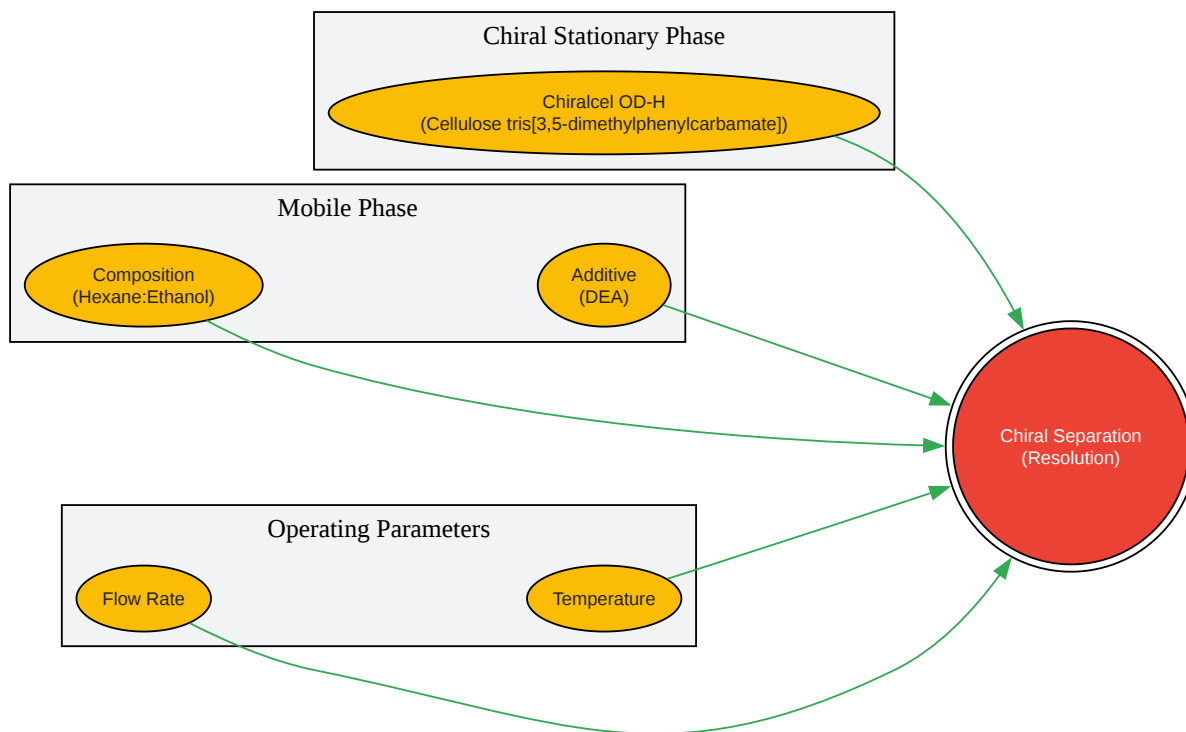 Chiral Stationary Phase
Chiralcel OD-H
(Cellulose tris[3,5-dimethylphenylcarbamate])
Mobile Phase
Composition
(Hexane:Ethanol)
Additive
(DEA)
Chiral Separation
(Resolution)
Operating Parameters
Flow Rate
Temperature